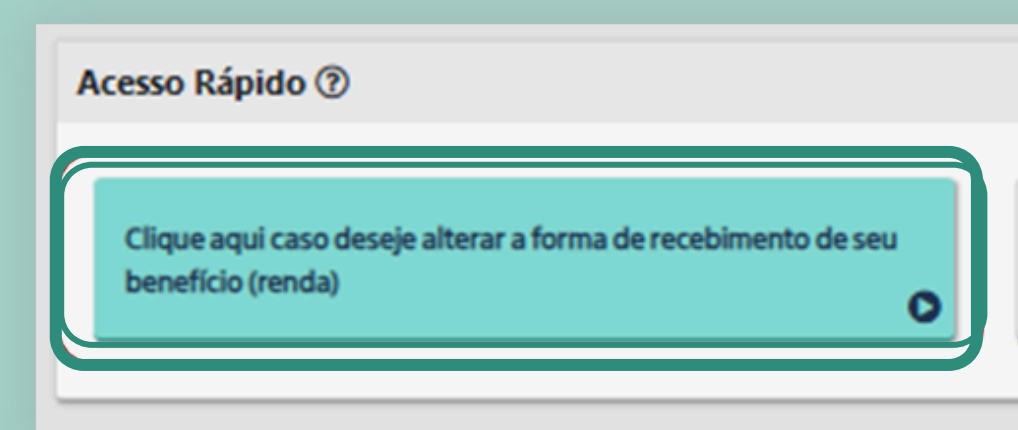 Acesso Rápido ?
Clique aqui caso deseje alterar a forma de recebimento de seu
benefício (renda)